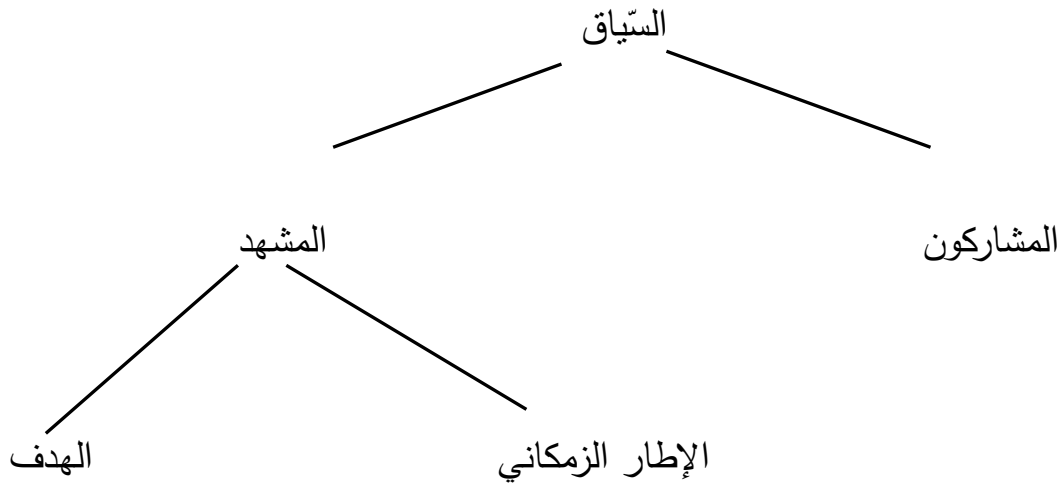 السّياق
المشاركون
المشهد
الإطار الزمكاني
الهدف